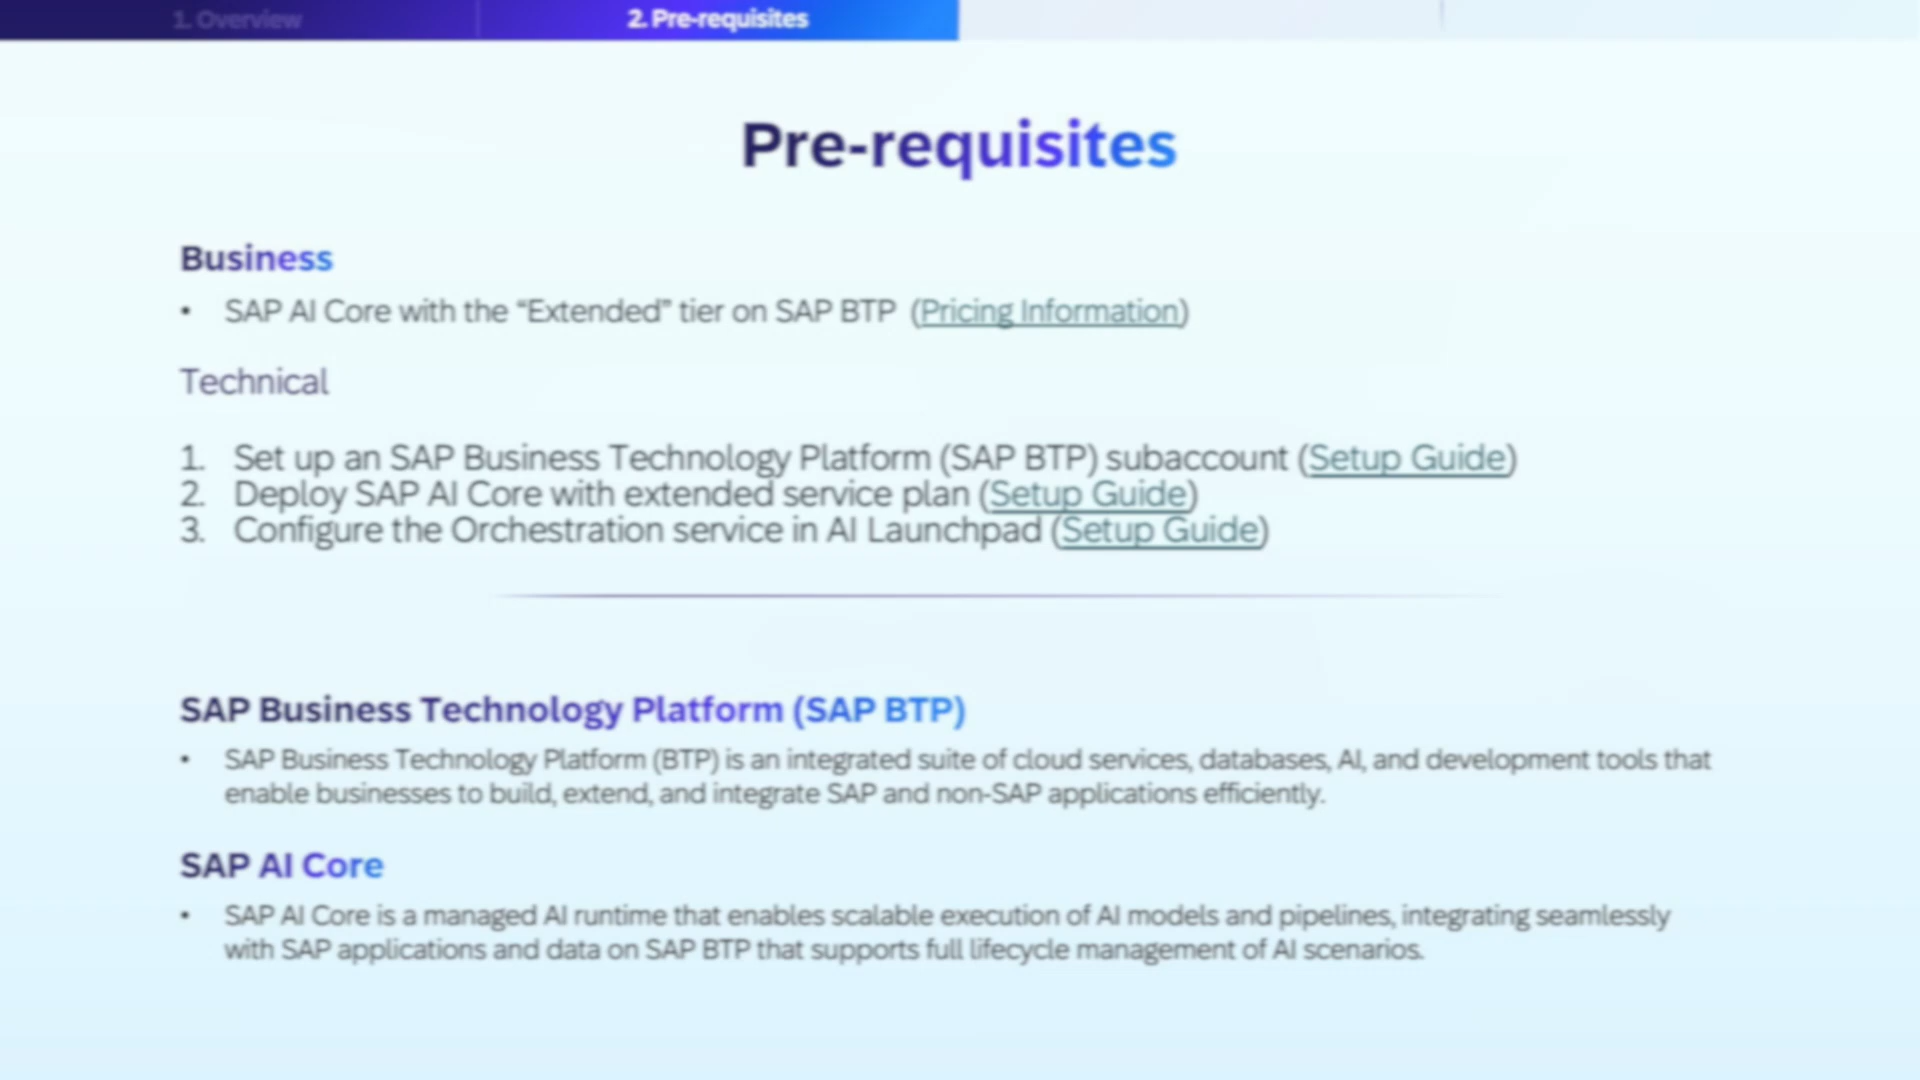 1. Overview
2. Pre-requisites
Pre-requisites
Business
• SAP AI Core with the “Extended” tier on SAP BTP (Pricing Information)
Technical
1. Set up an SAP Business Technology Platform (SAP BTP) subaccount (Setup Guide)
2. Deploy SAP AI Core with extended service plan (Setup Guide)
3. Configure the Orchestration service in AI Launchpad (Setup Guide)
SAP Business Technology Platform (SAP BTP)
• SAP Business Technology Platform (BTP) is an integrated suite of cloud services, databases, AI, and development tools that
enable businesses to build, extend, and integrate SAP and non-SAP applications efficiently.
SAP AI Core
• SAP AI Core is a managed AI runtime that enables scalable execution of AI models and pipelines, integrating seamlessly
with SAP applications and data on SAP BTP that supports full lifecycle management of AI scenarios.